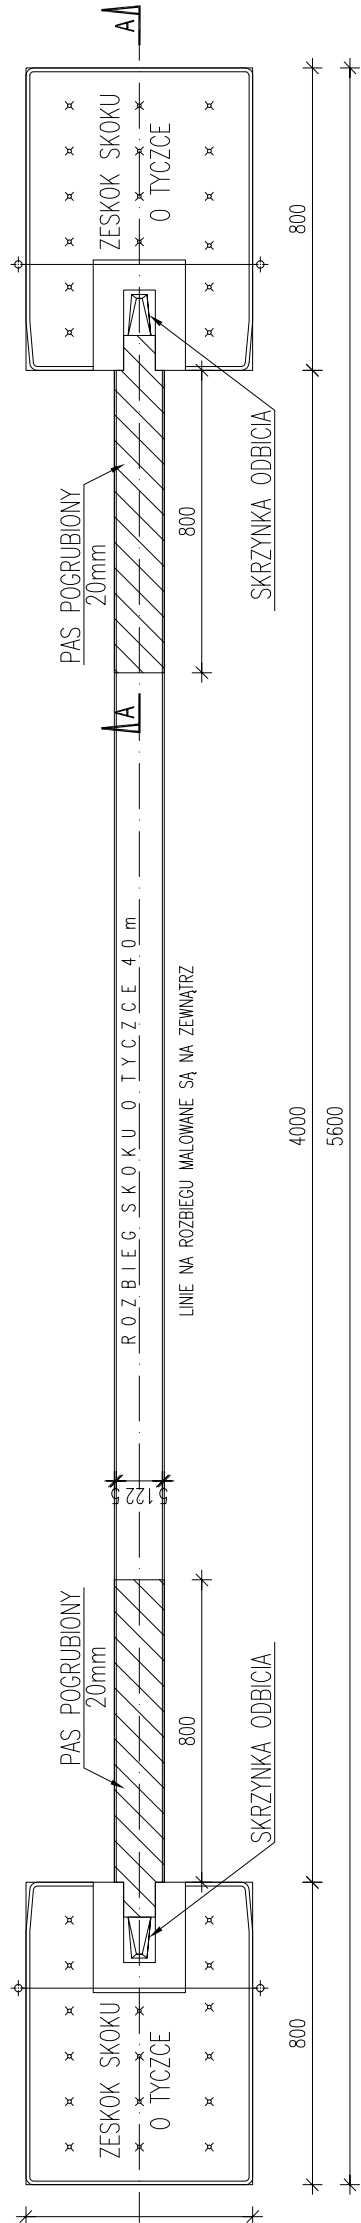 PAS POGRUBIONY
20mm
PAS POGRUBIONY
20mm
ZESKOK SKOKU
O TYCZCE
5 122 5
ROZBIEG SKOKU O TYCZCE 40m
A
ZESKOK SKOKU
O TYCZCE
A
LINIE NA ROZBIEGU MALOWANE SĄ NA ZEWNĄTRZ
800
800
SKRZYNKA ODBICIA
SKRZYNKA ODBICIA
800
4000
800
5600